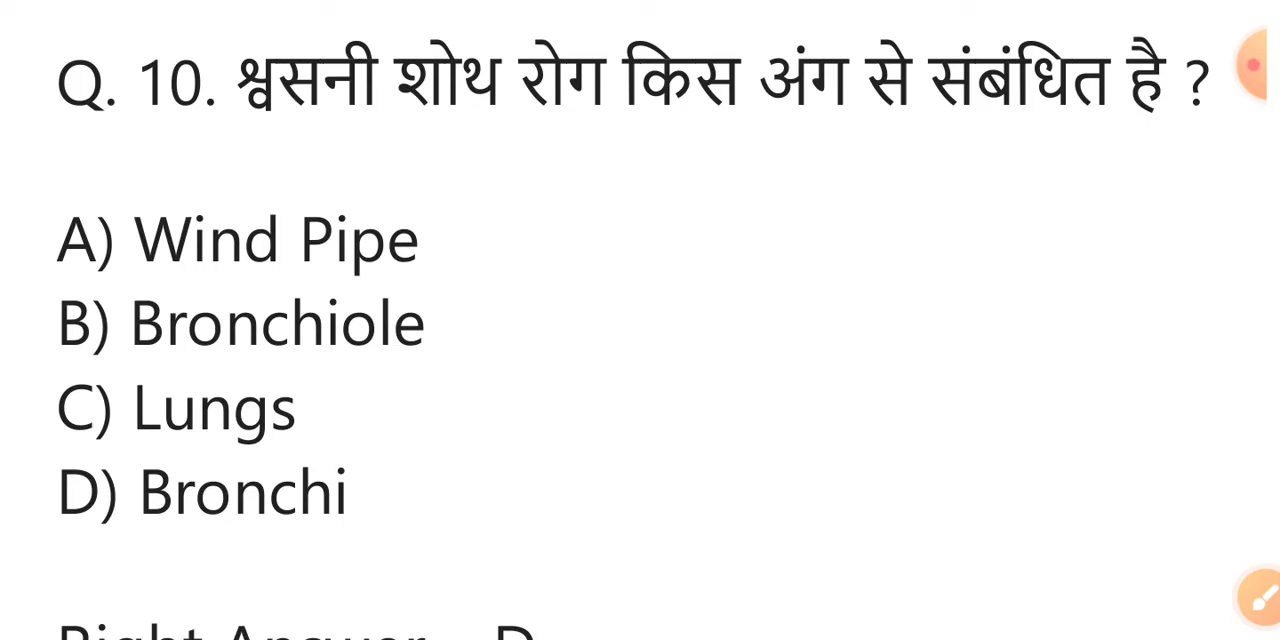 Q. 10. श्वसनी शोथ रोग किस अंग से संबंधित है ?
A) Wind Pipe
B) Bronchiole
C) Lungs
D) Bronchi
Right Answer - D